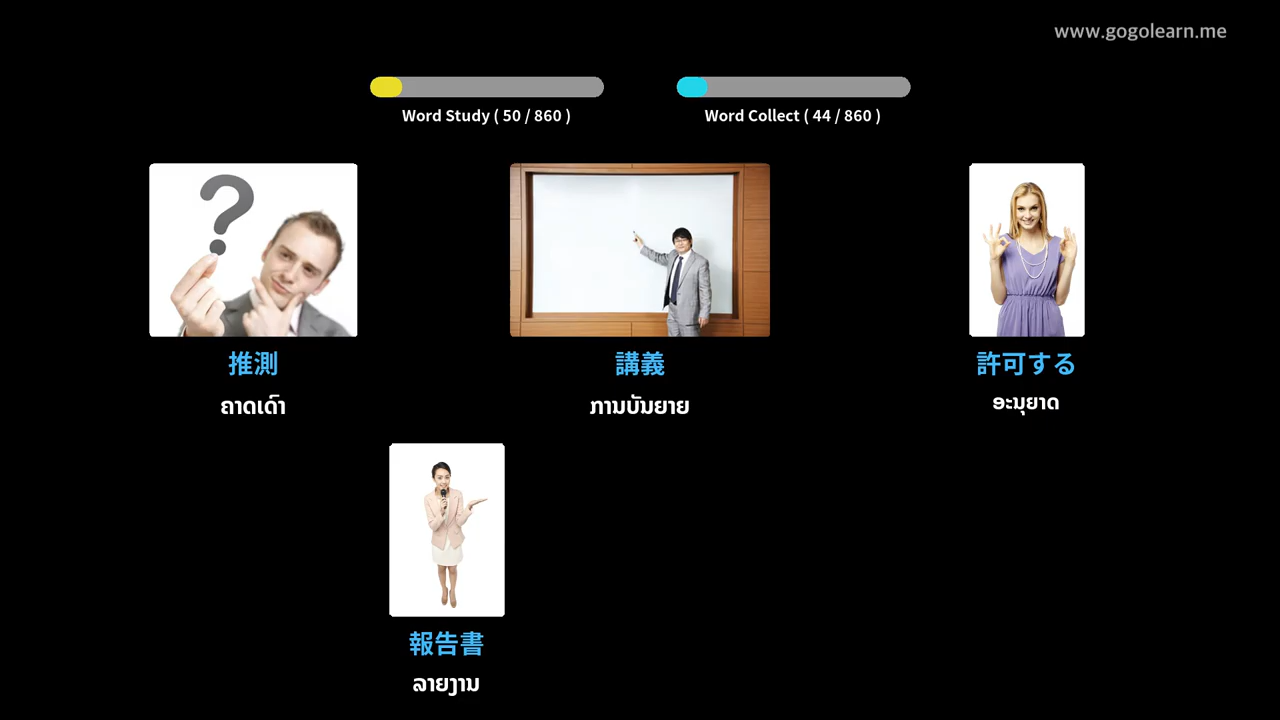 www.gogolearn.me
Word Study ( 50 / 860 )
Word Collect ( 44 / 860 )
推測
ຄາດເດົາ
講義
ການບັນຍາຍ
許可する
ອະນຸຍາດ
報告書
ລາຍງານ